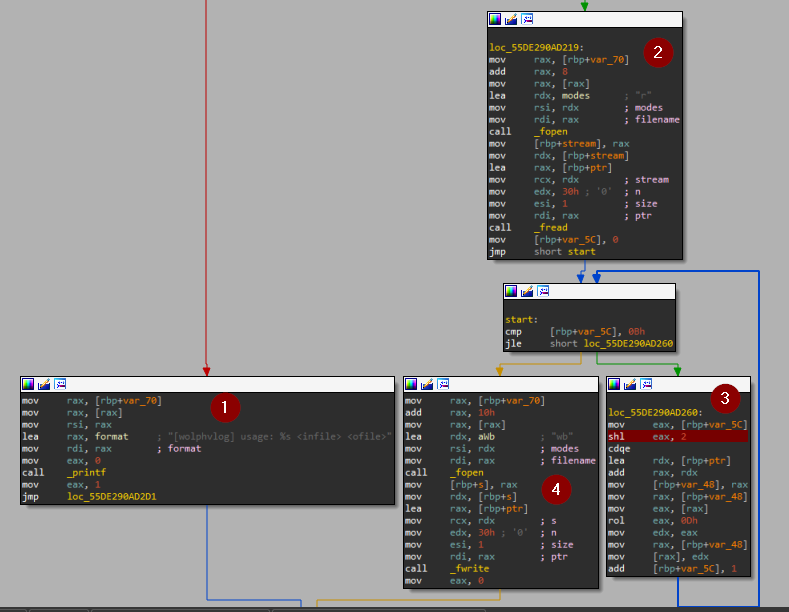 loc_55DE290AD219:
mov rax, [rbp+var_70]
add rax, 8
mov rax, [rax]
lea rdx, modes ; "r"
mov rsi, rdx ; modes
mov rdi, rax ; filename
call _fopen
mov [rbp+stream], rax
mov rdx, [rbp+stream]
lea rax, [rbp+ptr]
mov rcx, rdx ; stream
mov edx, 30h ; '0' ; n
mov esi, 1 ; size
mov rdi, rax ; ptr
call _fread
mov [rbp+var_5C], 0
jmp short start
2
start:
cmp [rbp+var_5C], 0Bh
jle short loc_55DE290AD260
mov rax, [rbp+var_70]
mov rax, [rax]
mov rsi, rax
lea rax, format ; "[wolphvlog] usage: %s <infile> <ofile>"
mov rdi, rax ; format
mov eax, 0
call _printf
mov eax, 1
jmp loc_55DE290AD2D1
1
mov rax, [rbp+var_70]
add rax, 10h
mov rax, [rax]
lea rdx, aWb ; "wb"
mov rsi, rdx ; modes
mov rdi, rax ; filename
call _fopen
mov [rbp+s], rax
mov rdx, [rbp+s]
lea rax, [rbp+ptr]
mov rcx, rdx ; s
mov edx, 30h ; '0' ; n
mov esi, 1 ; size
mov rdi, rax ; ptr
call _fwrite
mov eax, 0
4
loc_55DE290AD260:
mov eax, [rbp+var_5C]
shl eax, 2
cdqe
lea rdx, [rbp+ptr]
add rax, rdx
mov [rbp+var_48], rax
mov rax, [rbp+var_48]
mov eax, [rax]
rol eax, 0Dh
mov edx, eax
mov rax, [rbp+var_48]
mov [rax], edx
add [rbp+var_5C], 1
3